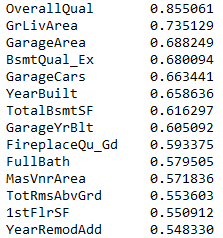 OverallQual 0.855061
GrLivArea 0.735129
GarageArea 0.688249
BsmtQual_Ex 0.680094
GarageCars 0.663441
YearBuilt 0.658636
TotalBsmtSF 0.616297
GarageYrBlt 0.605092
FireplaceQu_Gd 0.593375
FullBath 0.579505
MasVnrArea 0.571836
TotRmsAbvGrd 0.553603
1stFlrSF 0.550912
YearRemodAdd 0.548330